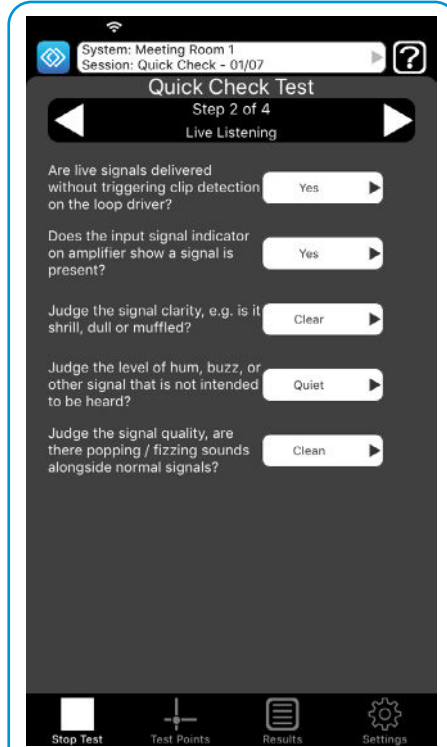 System: Meeting Room 1
Session: Quick Check - 01/07
?
Quick Check Test
Step 2 of 4
Live Listening
Are live signals delivered
without triggering clip detection
on the loop driver?
Yes
Does the input signal indicator
on amplifier show a signal is
present?
Yes
Judge the signal clarity, e.g. is it
shrill, dull or muffled?
Clear
Judge the level of hum, buzz, or
other signal that is not intended
to be heard?
Quiet
Judge the signal quality, are
there popping / fizzing sounds
alongside normal signals?
Clean
Stop Test
Test Points
Results
Settings